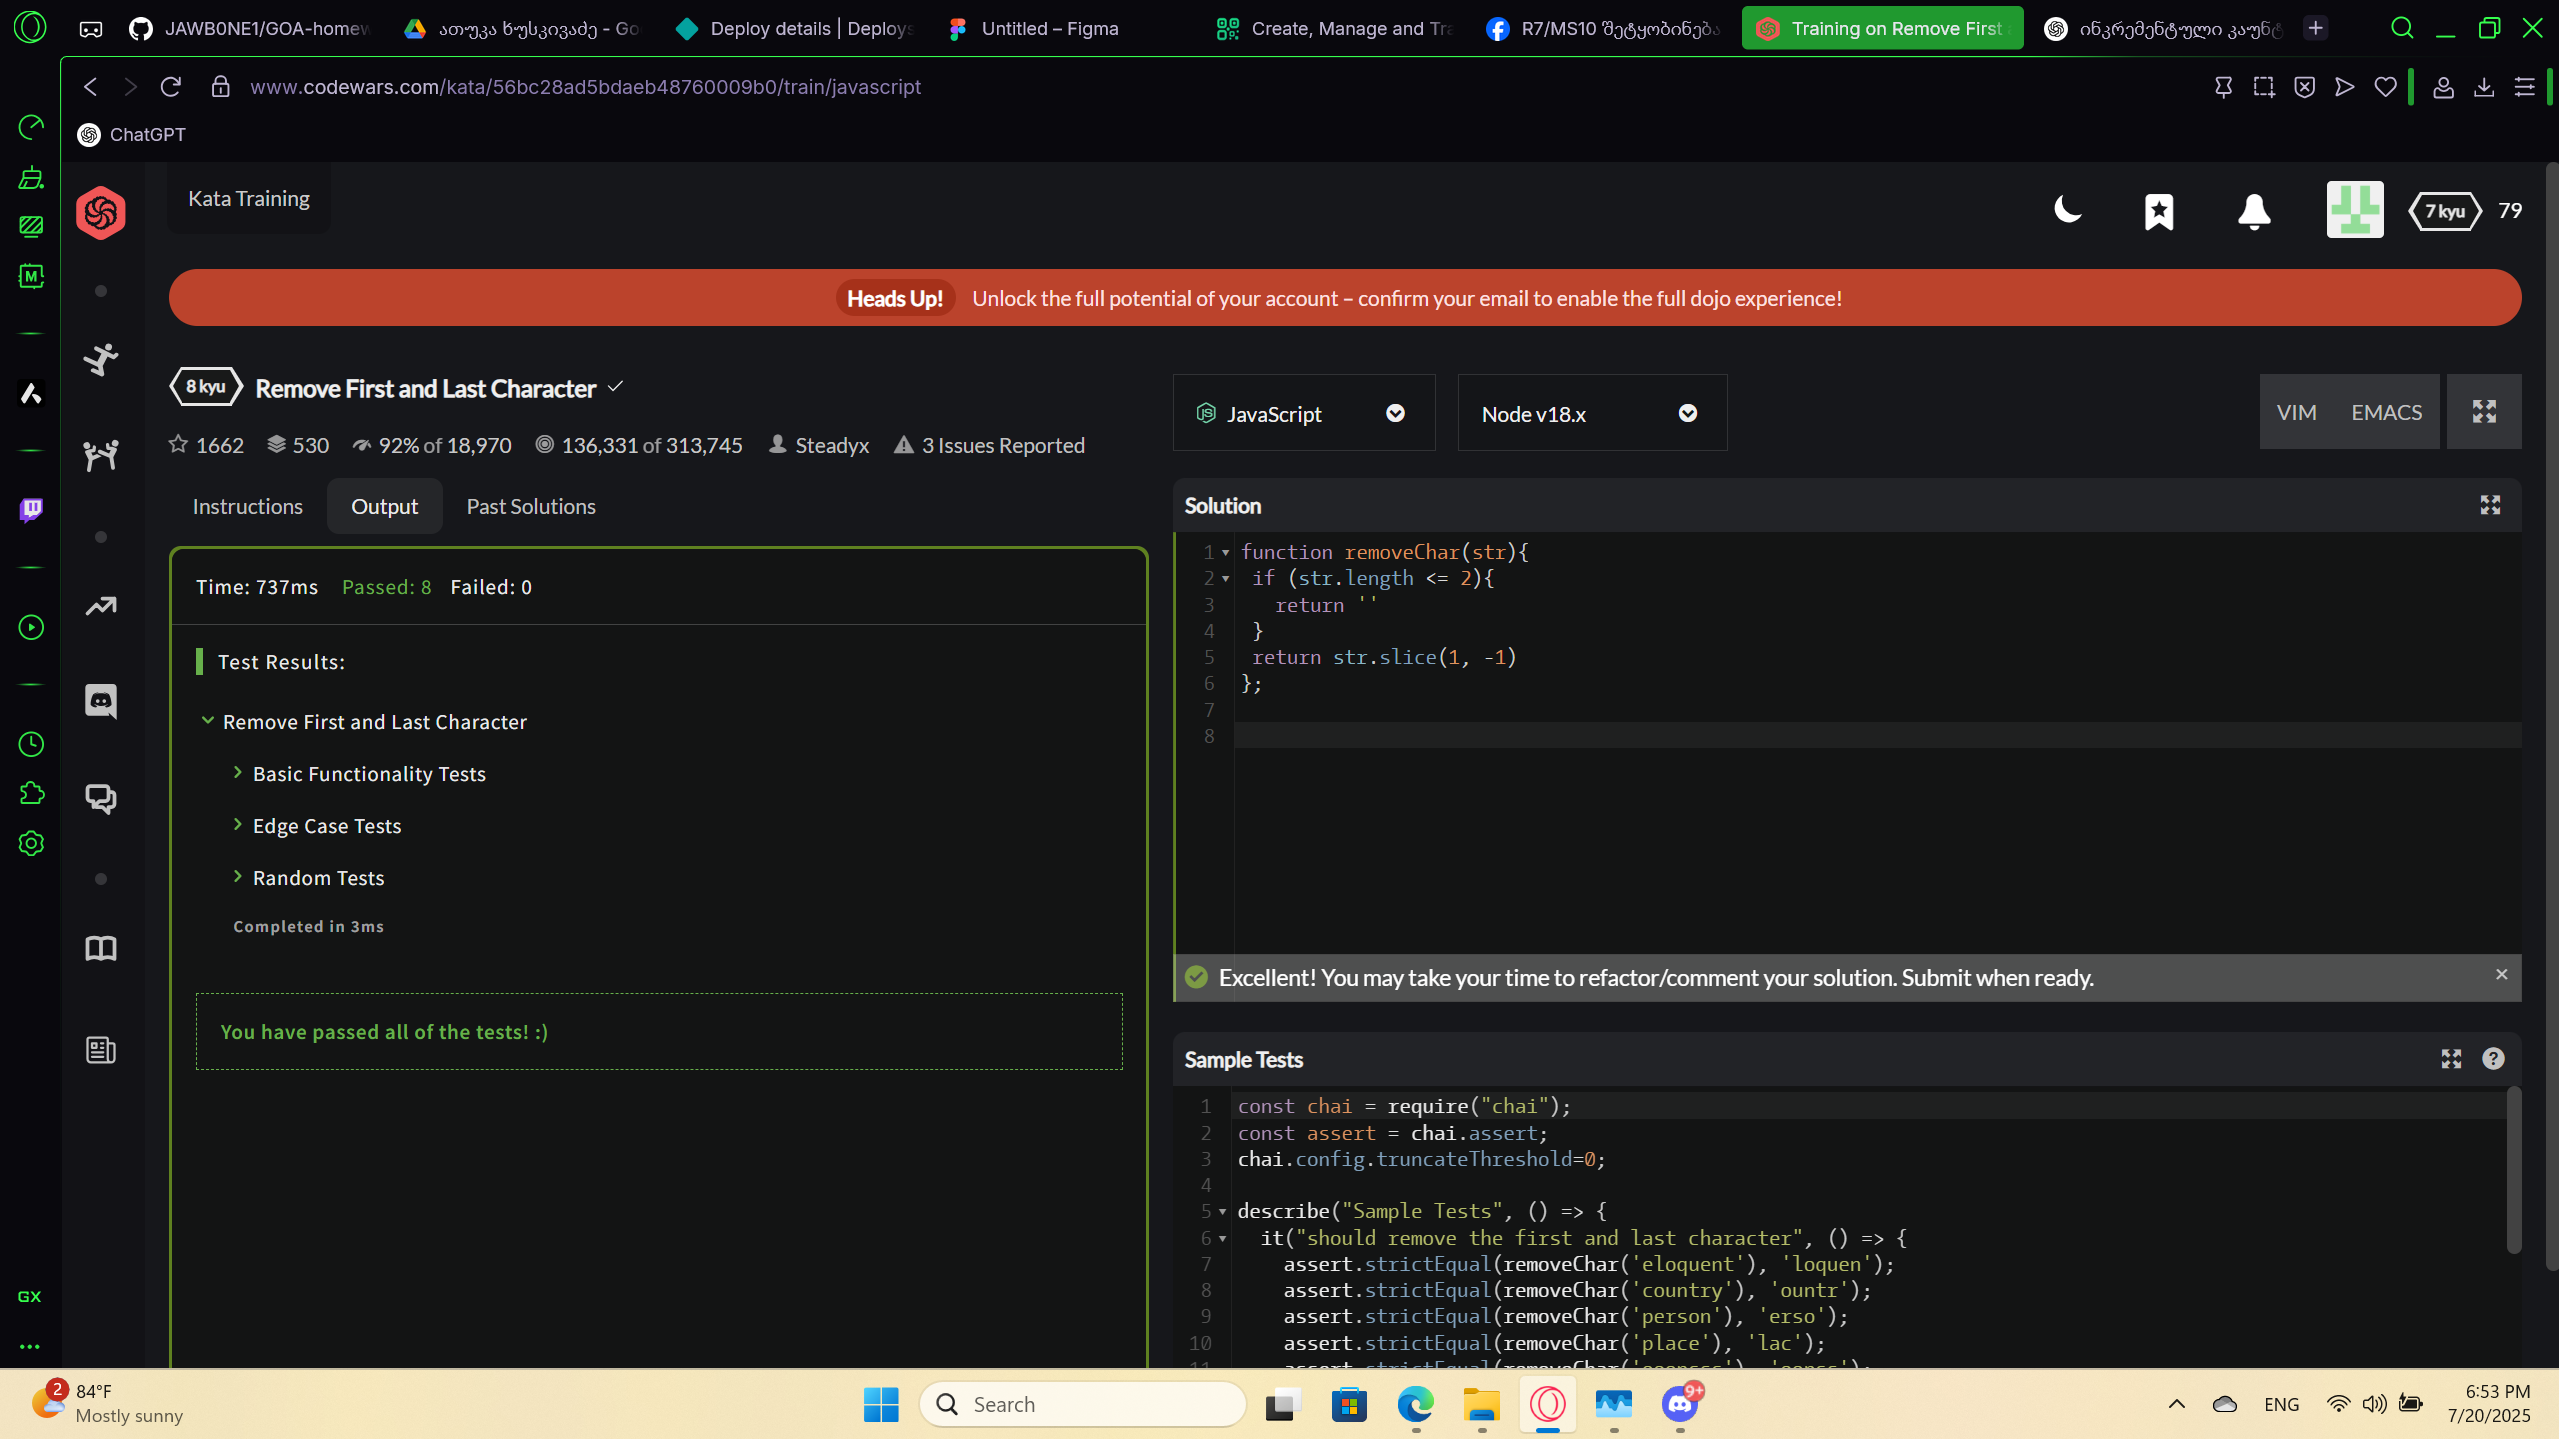 JAWB0NE1/GOA-homew
ათუკა ხუსკივაძე - Go
Deploy details | Deploys
Untitled – Figma
Create, Manage and Tra
R7/MS10 შეტყობინება
Training on Remove First
ინკრემენტული კაუნტ
www.codewars.com/kata/56bc28ad5bdaeb48760009b0/train/javascript
ChatGPT
M
Kata Training
7 kyu
79
Heads Up!
Unlock the full potential of your account – confirm your email to enable the full dojo experience!
8 kyu
Remove First and Last Character
1662
530
92% of 18,970
136,331 of 313,745
Steadyx
3 Issues Reported
JavaScript
Node v18.x
VIM
EMACS
Instructions
Output
Past Solutions
Time: 737ms
Passed: 8
Failed: 0
Test Results:
Remove First and Last Character
Basic Functionality Tests
Edge Case Tests
Random Tests
Completed in 3ms
You have passed all of the tests! :)
Solution
1 function removeChar(str){
2 if (str.length <= 2){
3 return ''
4 }
5 return str.slice(1, -1)
6 };
7
8
Excellent! You may take your time to refactor/comment your solution. Submit when ready.
Sample Tests
1 const chai = require("chai");
2 const assert = chai.assert;
3 chai.config.truncateThreshold=0;
4
5 describe("Sample Tests", () => {
6 it("should remove the first and last character", () => {
7 assert.strictEqual(removeChar('eloquent'), 'loquen');
8 assert.strictEqual(removeChar('country'), 'ountr');
9 assert.strictEqual(removeChar('person'), 'erso');
10 assert.strictEqual(removeChar('place'), 'lac');
GX
2
84°F
Mostly sunny
Search
9+
ENG
6:53 PM
7/20/2025